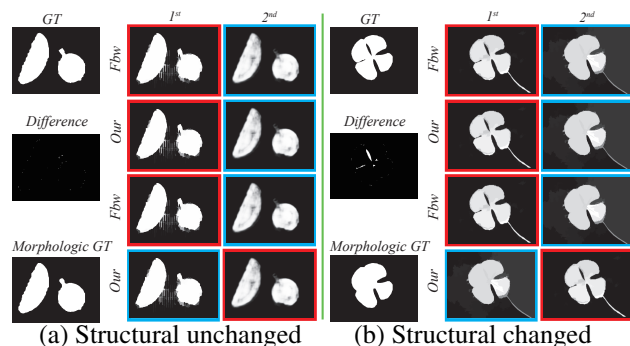 GT 1st 2nd GT 1st 2nd
Fbw Fbw
Difference Our Difference Our
Fbw Fbw
Morphologic GT Our Morphologic GT Our
(a) Structural unchanged (b) Structural changed